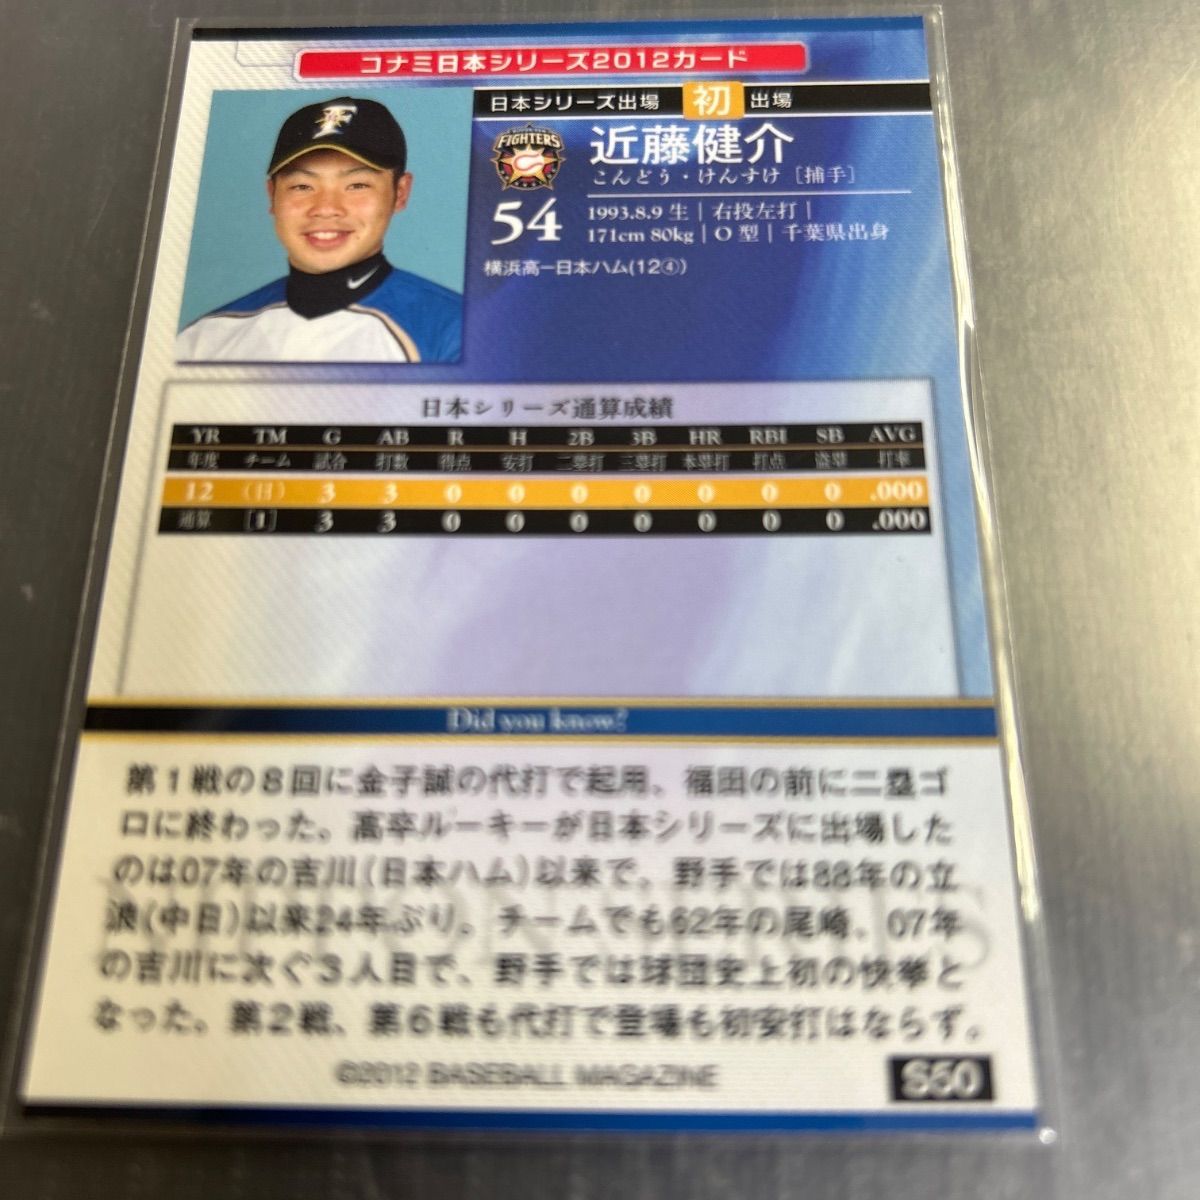 コナミ日本シリーズ2012カード
日本シリーズ出場 初 出場
F
FIGHTERS
近藤健介
こんどう・けんすけ［捕手］
54
1993.8.9 生｜右投左打｜
171cm 80kg｜O 型｜千葉県出身
横浜高－日本ハム(12④)
日本シリーズ通算成績
YR TM G AB R H 2B 3B HR RBI SB AVG
年度 チーム 試合 打数 得点 安打 二塁打 三塁打 本塁打 打点 盗塁 打率
12 （日） 3 3 0 0 0 0 0 0 0 .000
通算 ［1］ 3 3 0 0 0 0 0 0 0 .000
Did you know?
第１戦の８回に金子誠の代打で起用、福田の前に二塁ゴ
ロに終わった。高卒ルーキーが日本シリーズに出場した
のは07年の吉川(日本ハム)以来で、野手では88年の立
浪(中日)以来24年ぶり。チームでも62年の尾崎、07年
の吉川に次ぐ３人目で、野手では球団史上初の快挙と
なった。第２戦、第６戦も代打で登場も初安打はならず。
©2012 BASEBALL MAGAZINE
S50